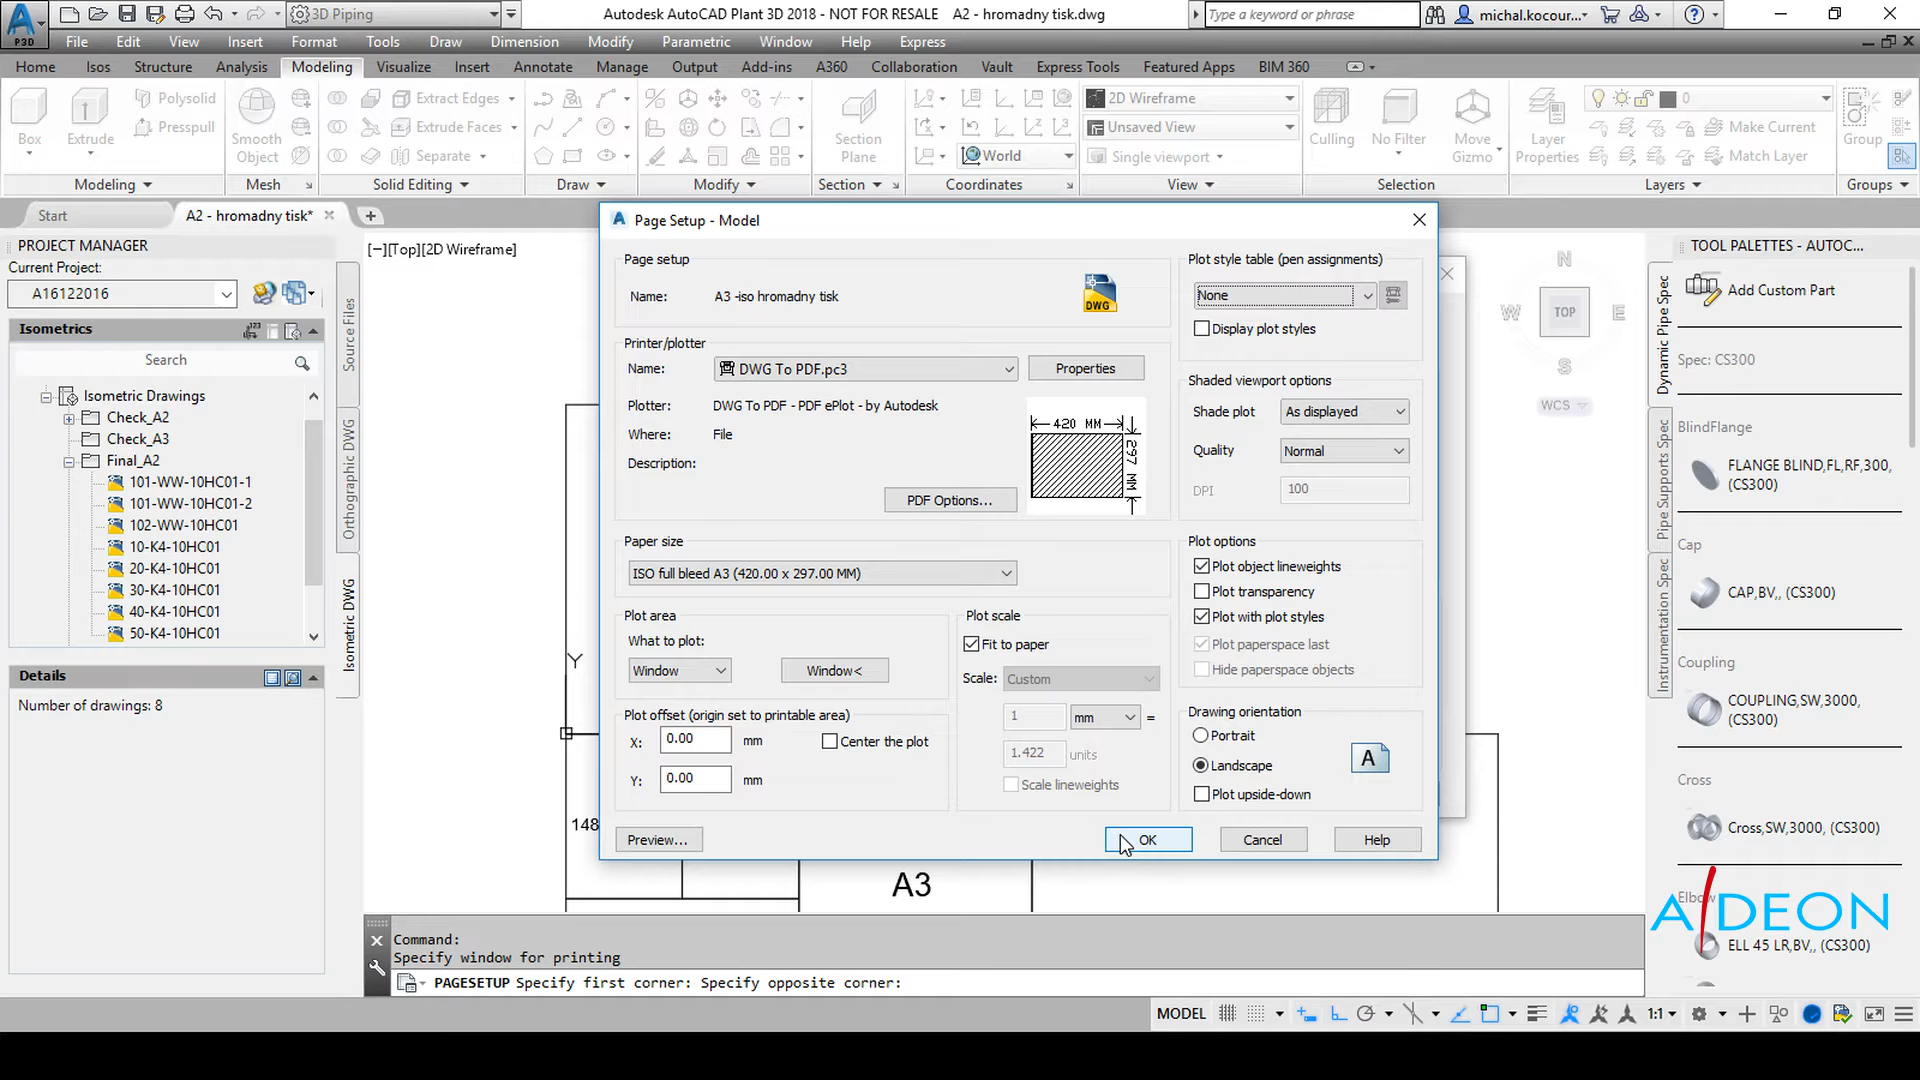 3D Piping
Autodesk AutoCAD Plant 3D 2018 - NOT FOR RESALE    A2 - hromadny tisk.dwg
Type a keyword or phrase
michal.kocour...
P3D
File Edit View Insert Format Tools Draw Dimension Modify Parametric Window Help Express
Home Isos Structure Analysis Modeling Visualize Insert Annotate Manage Output Add-ins A360 Collaboration Vault Express Tools Featured Apps BIM 360
Polysolid
Extract Edges
2D Wireframe
0
Presspull
Extrude Faces
Unsaved View
Make Current
Box Extrude
Smooth Object
Separate
Section Plane
World
Single viewport
Culling No Filter Move Gizmo
Layer Properties
Match Layer
Group
Modeling Mesh Solid Editing Draw Modify Section Coordinates View Selection Layers Groups
Start
A2 - hromadny tisk*
PROJECT MANAGER
Current Project:
A16122016
Isometrics
Search
Isometric Drawings
Check_A2
Check_A3
Final_A2
101-WW-10HC01-1
101-WW-10HC01-2
102-WW-10HC01
10-K4-10HC01
20-K4-10HC01
30-K4-10HC01
40-K4-10HC01
50-K4-10HC01
Details
Number of drawings: 8
Source Files
Orthographic DWG
Isometric DWG
[−][Top][2D Wireframe]
Y
148
A3
Page Setup - Model
Page setup
Name: A3 -iso hromadny tisk
DWG
Printer/plotter
Name: DWG To PDF.pc3
Properties
Plotter: DWG To PDF - PDF ePlot - by Autodesk
Where: File
Description:
420 MM
297 MM
PDF Options...
Paper size
ISO full bleed A3 (420.00 x 297.00 MM)
Plot area
What to plot:
Window
Window<
Plot offset (origin set to printable area)
X: 0.00 mm
Center the plot
Y: 0.00 mm
Plot scale
Fit to paper
Scale: Custom
1 mm =
1.422 units
Scale lineweights
Plot style table (pen assignments)
None
Display plot styles
Shaded viewport options
Shade plot As displayed
Quality Normal
DPI 100
Plot options
Plot object lineweights
Plot transparency
Plot with plot styles
Plot paperspace last
Hide paperspace objects
Drawing orientation
Portrait
Landscape
A
Plot upside-down
Preview...
OK
Cancel
Help
N
W TOP E
S
WCS
TOOL PALETTES - AUTOC...
Dynamic Pipe Spec
Pipe Supports Spec
Instrumentation Spec
Add Custom Part
Spec: CS300
BlindFlange
FLANGE BLIND,FL,RF,300, (CS300)
Cap
CAP,BV,, (CS300)
Coupling
COUPLING,SW,3000, (CS300)
Cross
Cross,SW,3000, (CS300)
Elbow
AIDEON
ELL 45 LR,BV,, (CS300)
Command:
Specify window for printing
PAGESETUP Specify first corner: Specify opposite corner:
MODEL
1:1